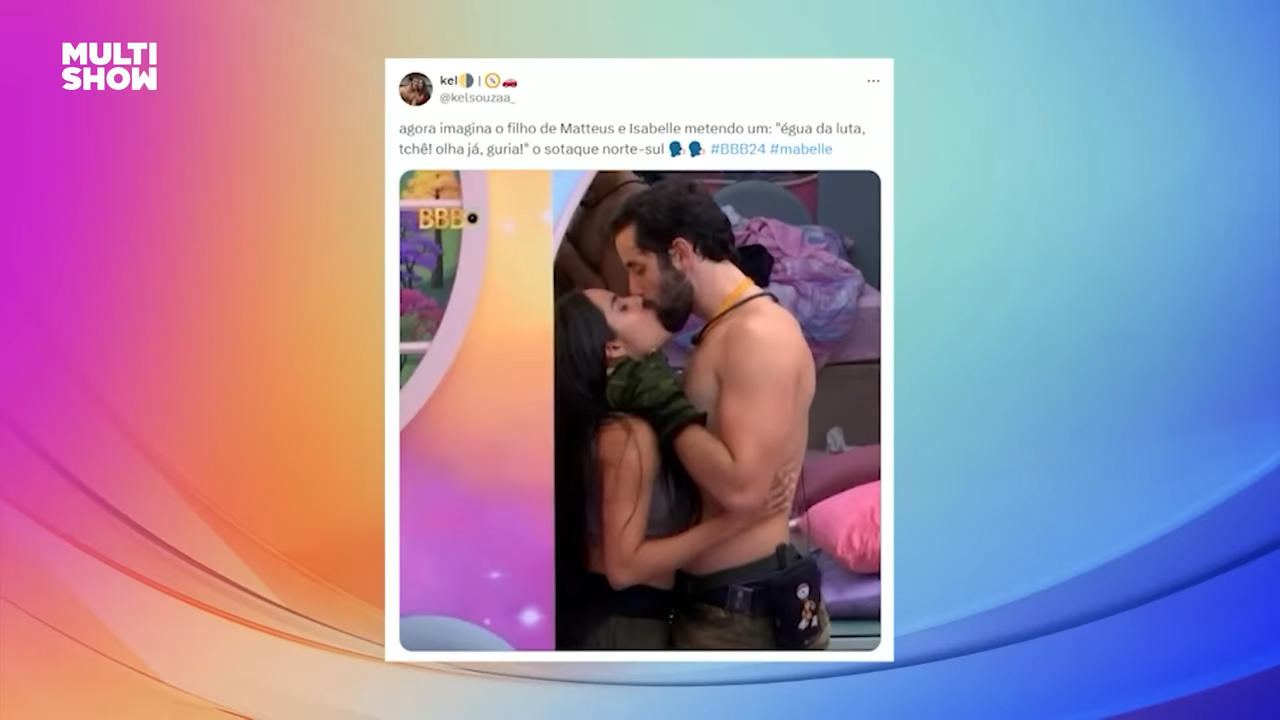 MULTI
SHOW
kel🌗 | 🧭🚗
@kelsouzaa_
agora imagina o filho de Matteus e Isabelle metendo um: "égua da luta,
tchê! olha já, guria!" o sotaque norte-sul 🗣️🗣️ #BBB24 #mabelle
BBB